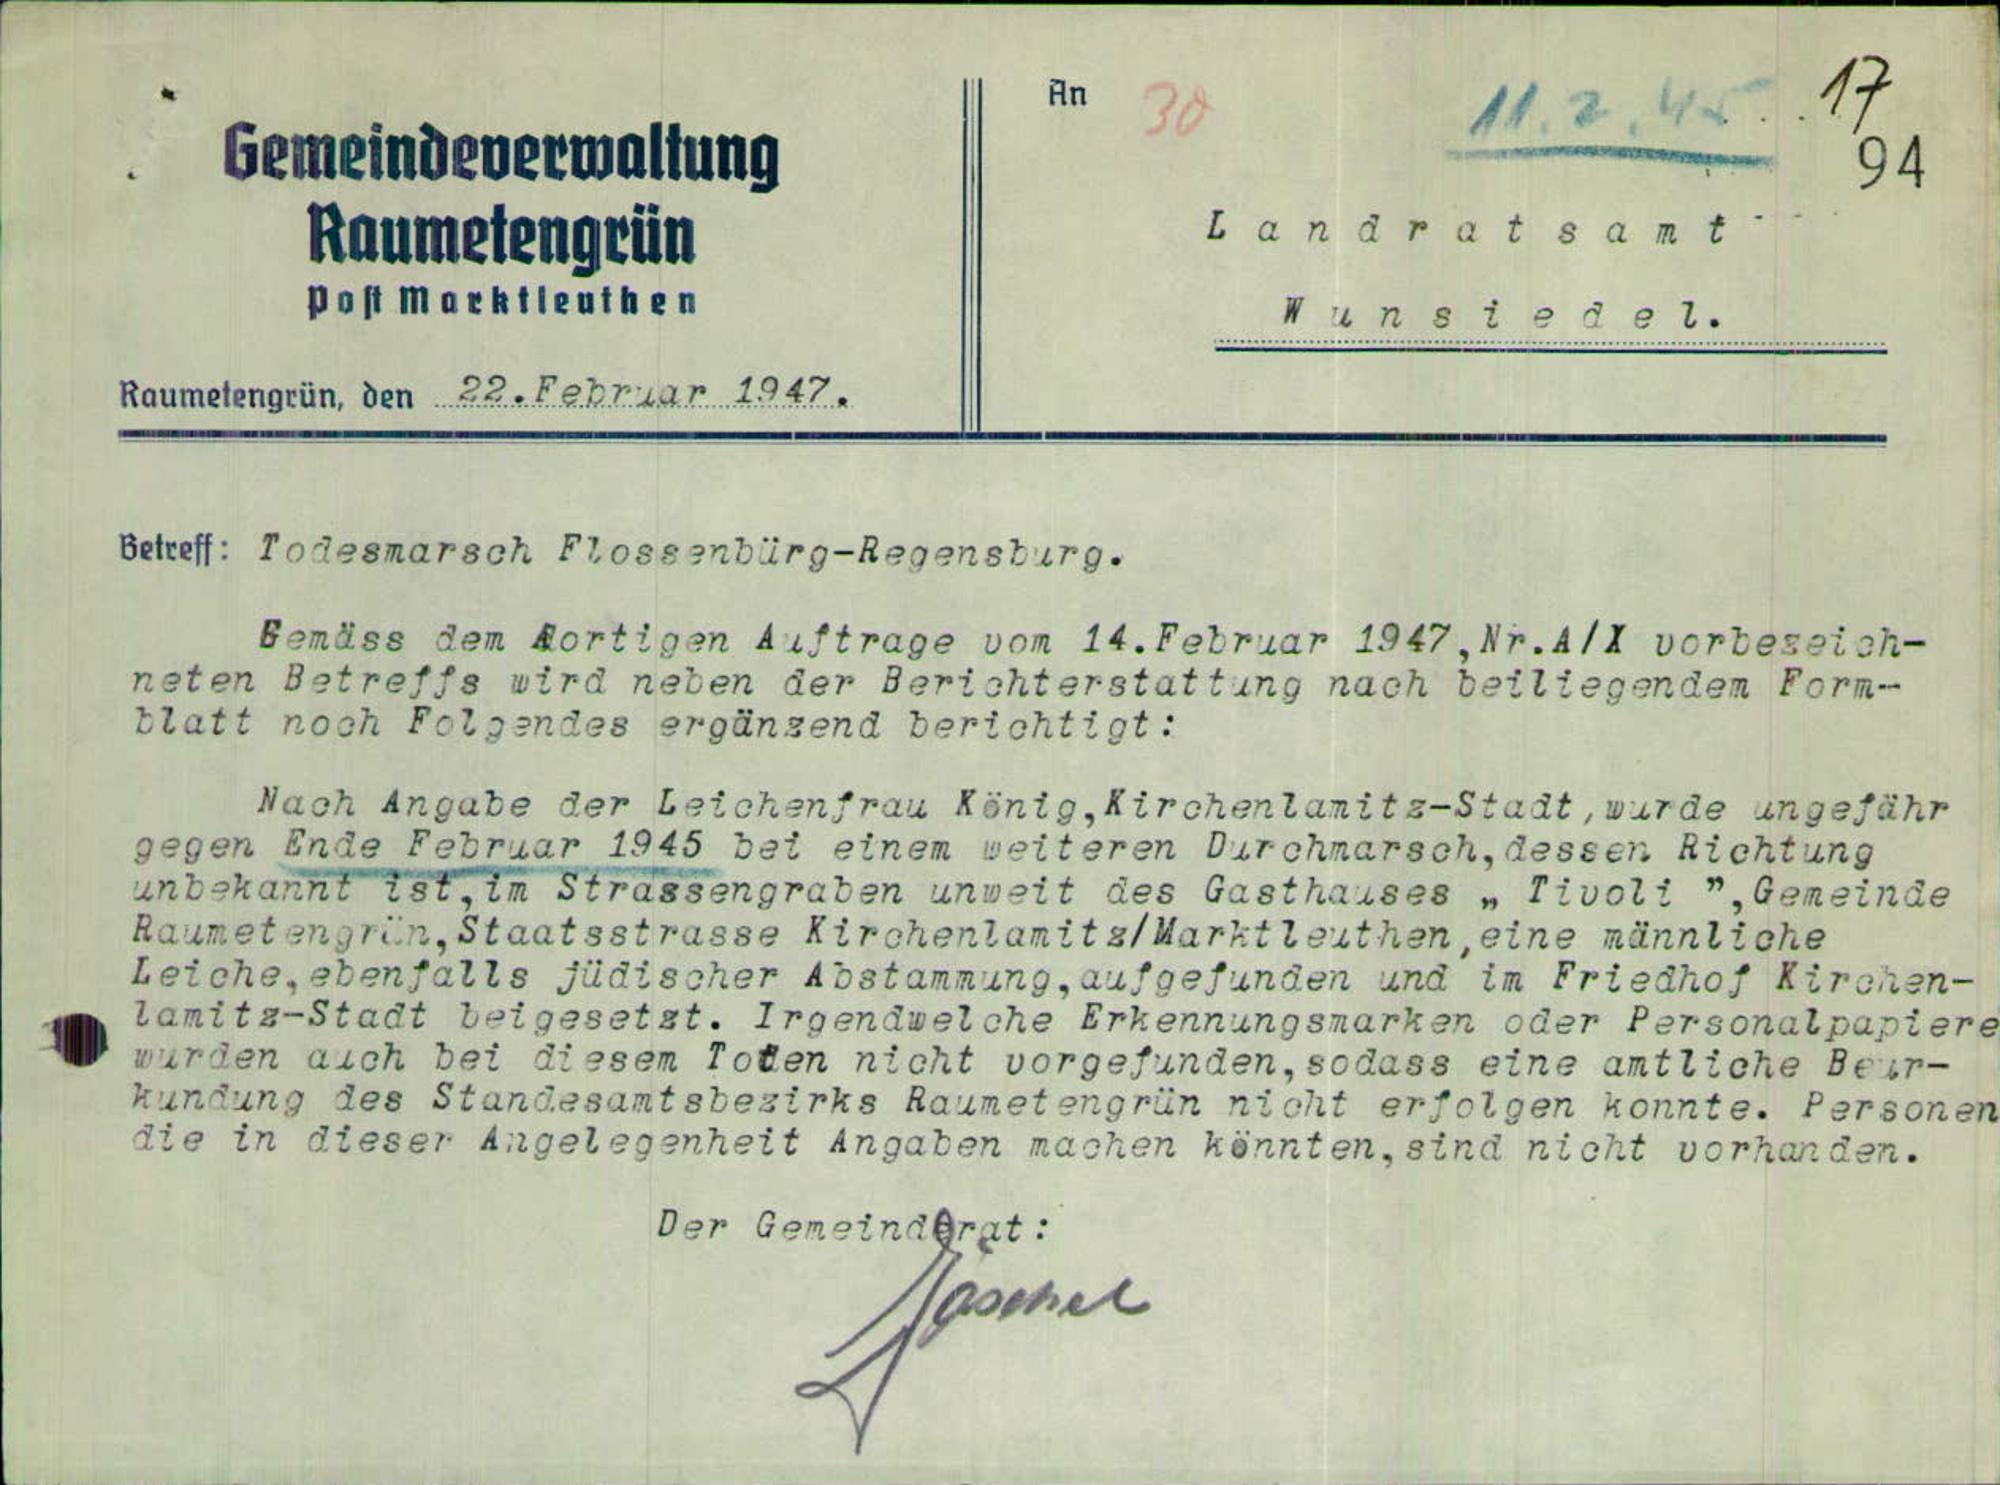 Gemeindeverwaltung
Raumetengrün
Post Marktleuthen
Raumetengrün, den 22.Februar 1947.
An
30
11.2.45
17
94
Landratsamt
Wunsiedel.
Betreff: Todesmarsch Flossenbürg-Regensburg.
Gemäss dem dortigen Auftrage vom 14.Februar 1947,Nr.A/X vorbezeich-
neten Betreffs wird neben der Berichterstattung nach beiliegendem Form-
blatt noch Folgendes ergänzend berichtigt:
Nach Angabe der Leichenfrau König,Kirchenlamitz-Stadt,wurde ungefähr
gegen Ende Februar 1945 bei einem weiteren Durchmarsch,dessen Richtung
unbekannt ist,im Strassengraben unweit des Gasthauses „ Tivoli ”,Gemeinde
Raumetengrün,Staatsstrasse Kirchenlamitz/Marktleuthen,eine männliche
Leiche,ebenfalls jüdischer Abstammung,aufgefunden und im Friedhof Kirchen-
lamitz-Stadt beigesetzt. Irgendwelche Erkennungsmarken oder Personalpapiere
wurden auch bei diesem Toten nicht vorgefunden,sodass eine amtliche Beur-
kundung des Standesamtsbezirks Raumetengrün nicht erfolgen konnte. Personen
die in dieser Angelegenheit Angaben machen könnten,sind nicht vorhanden.
Der Gemeinderat: